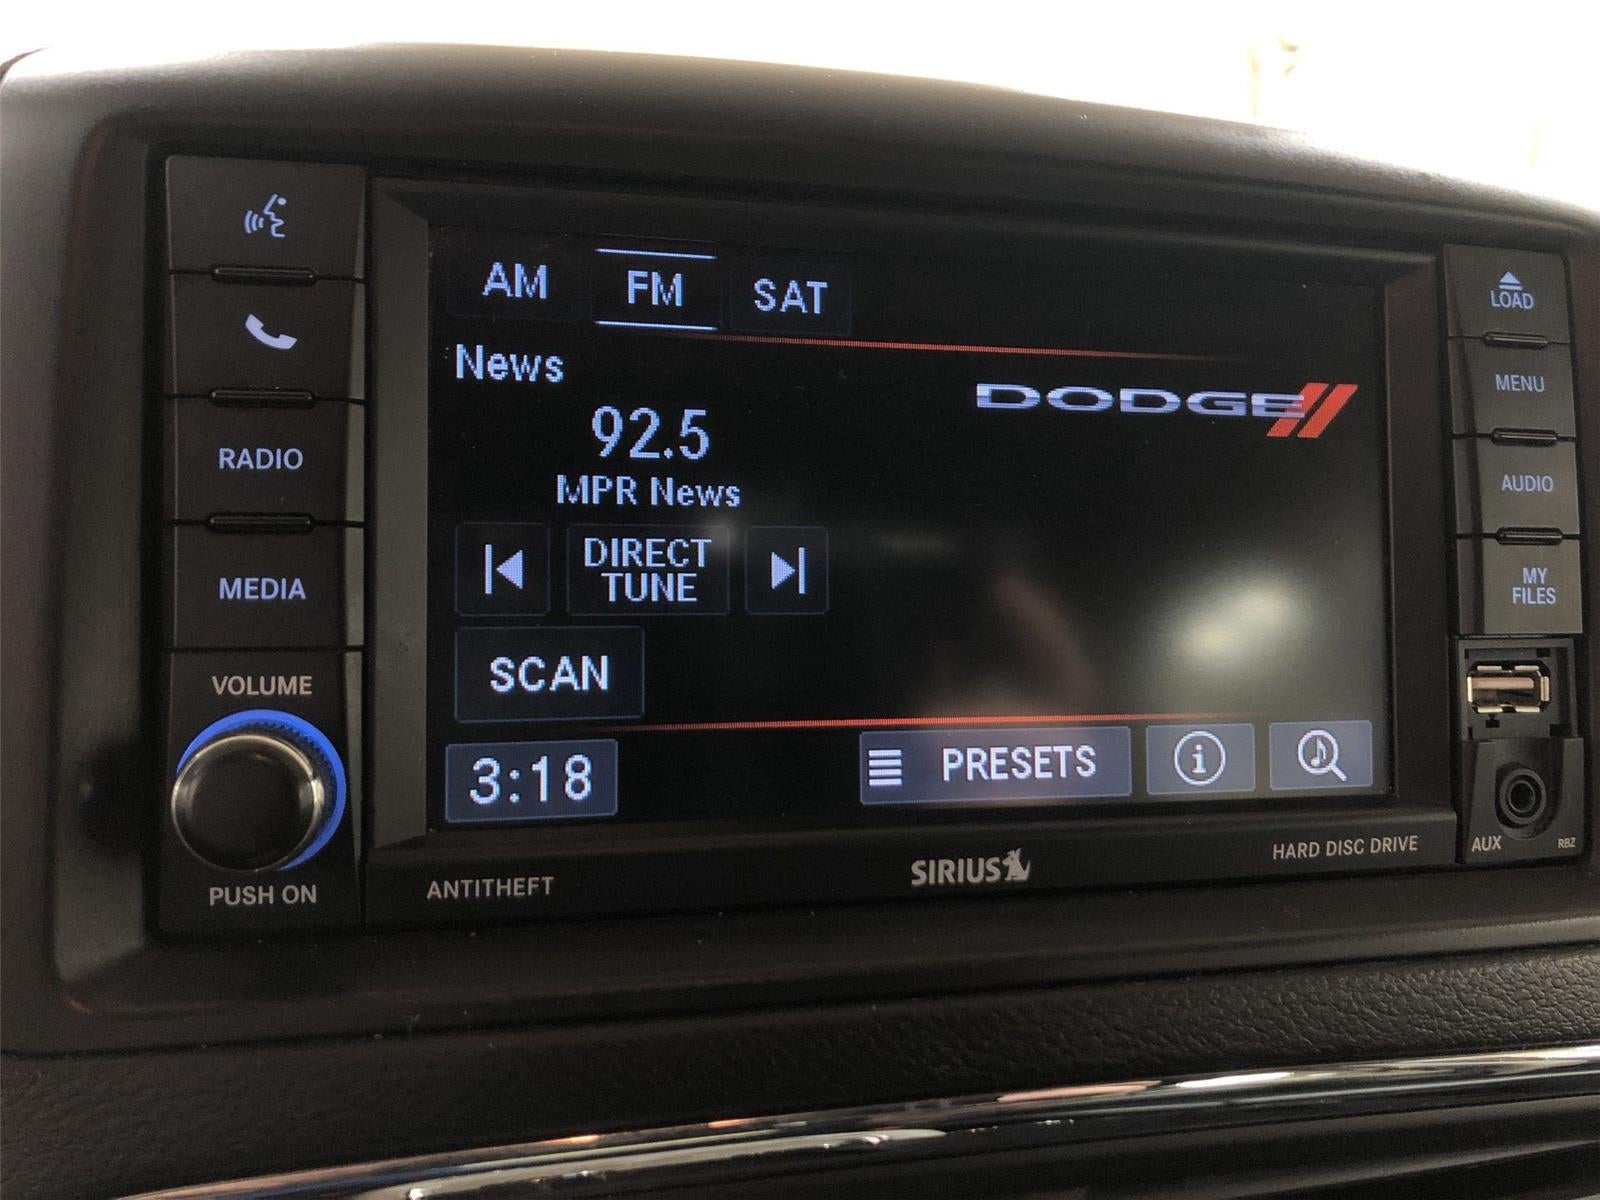 AM FM SAT
News
DODGE
92.5
MPR News
DIRECT
TUNE
SCAN
3:18
PRESETS
i
RADIO
MEDIA
VOLUME
PUSH ON
ANTITHEFT
SIRIUS
HARD DISC DRIVE
LOAD
MENU
AUDIO
MY
FILES
AUX
RBZ